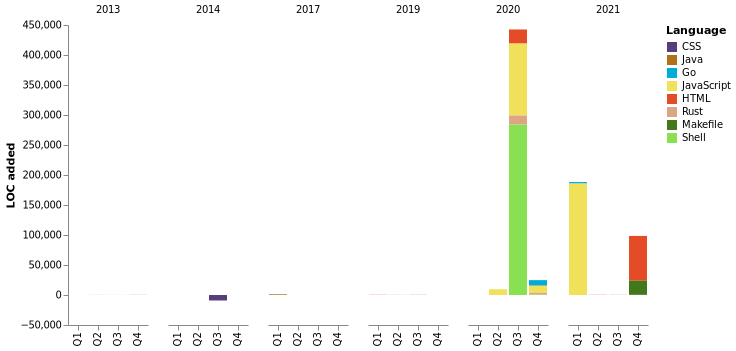 2013 2014 2017 2019 2020 2021
450,000
400,000
350,000
300,000
250,000
200,000
150,000
100,000
50,000
0
−50,000
LOC added
Q1 Q2 Q3 Q4 Q1 Q2 Q3 Q4 Q1 Q2 Q3 Q4 Q1 Q2 Q3 Q4 Q1 Q2 Q3 Q4 Q1 Q2 Q3 Q4
Language
CSS
Java
Go
JavaScript
HTML
Rust
Makefile
Shell